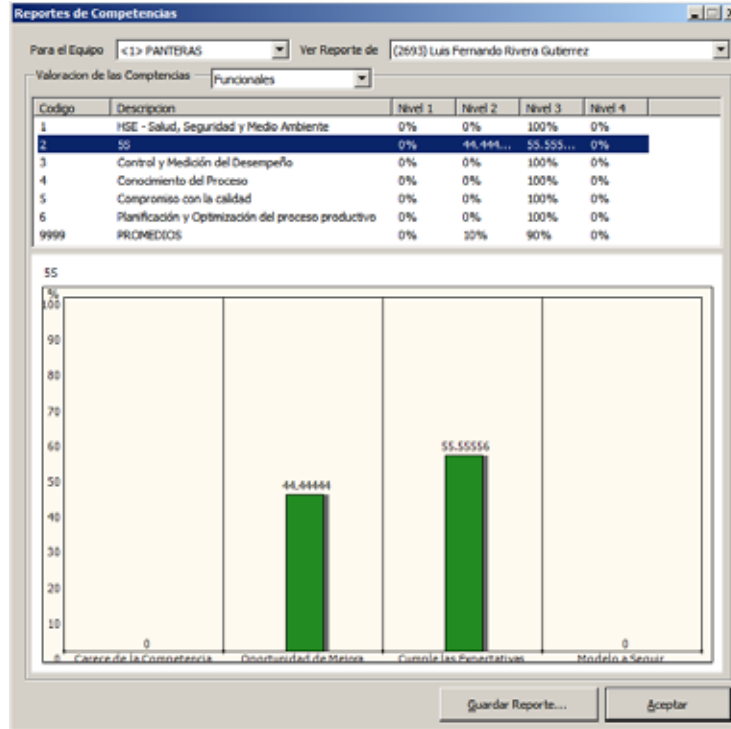 Reportes de Competencias
Para el Equipo <1> PANTERAS Ver Reporte de (2693) Luis Fernando Rivera Gutierrez
Valoracion de las Comptencias Funcionales
Codigo Descripcion Nivel 1 Nivel 2 Nivel 3 Nivel 4
1 HSE - Salud, Seguridad y Medio Ambiente 0% 0% 100% 0%
2 5S 0% 44.444... 55.555... 0%
3 Control y Medición del Desempeño 0% 0% 100% 0%
4 Conocimiento del Proceso 0% 0% 100% 0%
5 Compromiso con la calidad 0% 0% 100% 0%
6 Planificación y Optimización del proceso productivo 0% 0% 100% 0%
9999 PROMEDIOS 0% 10% 90% 0%
5S
%
100
90
80
70
60
55.55556
50
44.44444
40
30
20
10
0 0
0 Carece de la Competencia Oportunidad de Mejora Cumple las Expectativas Modelo a Seguir
Guardar Reporte... Aceptar